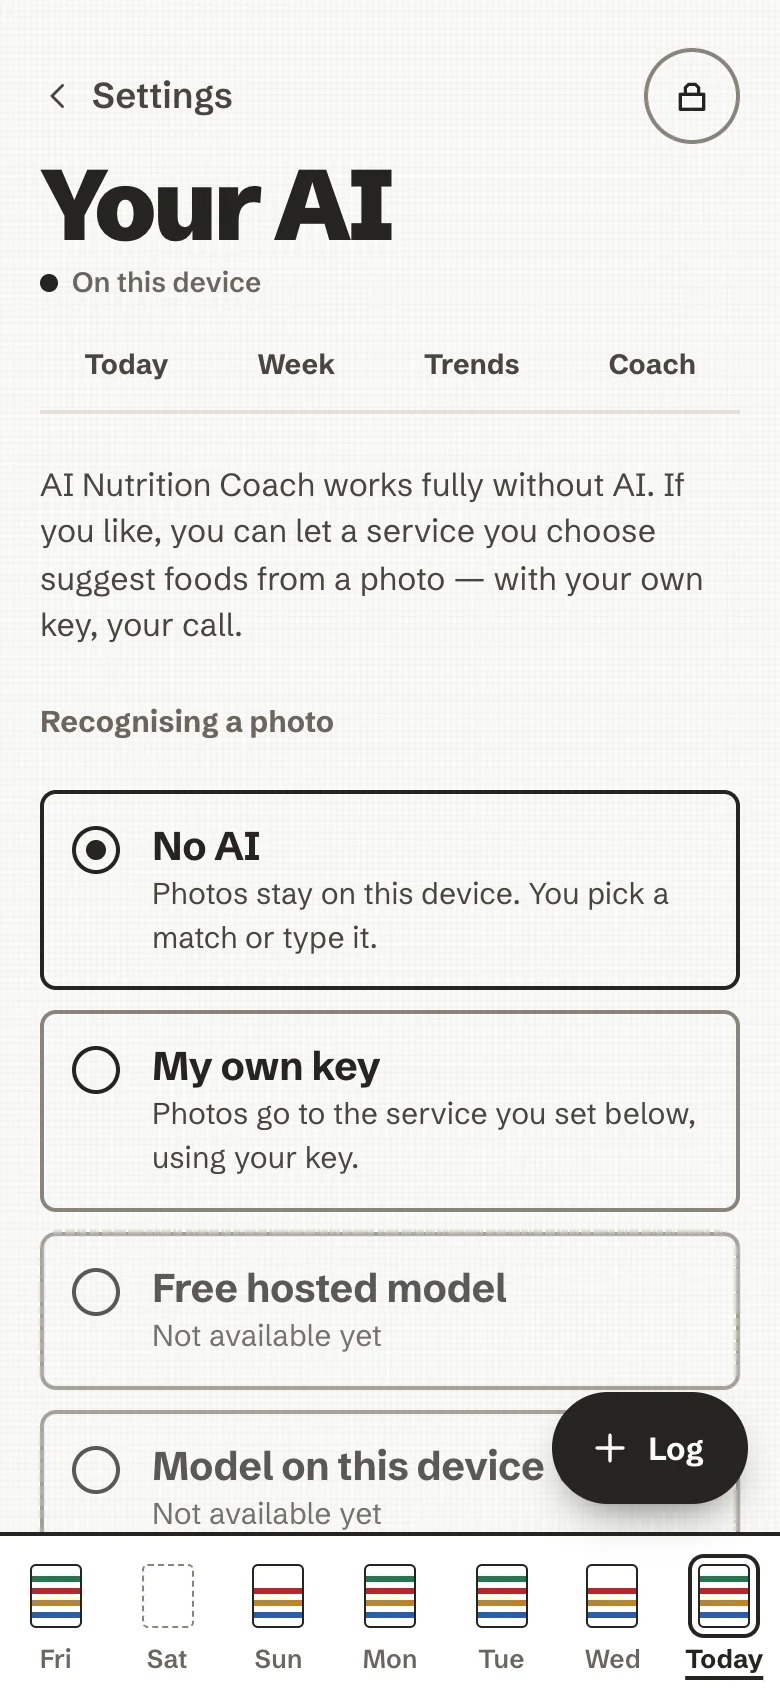 Settings
Your AI
On this device
Today Week Trends Coach
AI Nutrition Coach works fully without AI. If
you like, you can let a service you choose
suggest foods from a photo — with your own
key, your call.
Recognising a photo
No AI
Photos stay on this device. You pick a
match or type it.
My own key
Photos go to the service you set below,
using your key.
Free hosted model
Not available yet
Model on this device
Not available yet
Log
Fri Sat Sun Mon Tue Wed Today